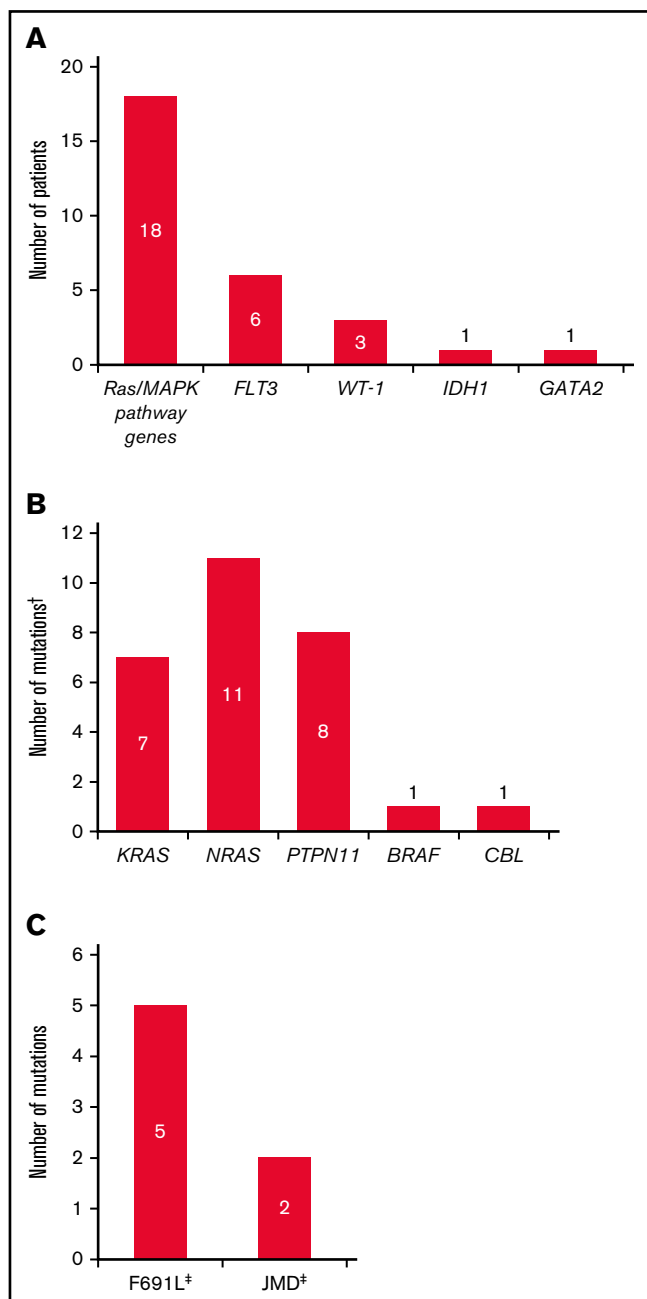 A
Number of patients
20
15
10
5
0
18
6
3
1
1
Ras/MAPK
pathway
genes
FLT3
WT-1
IDH1
GATA2
B
Number of mutations†
12
10
8
6
4
2
0
7
11
8
1
1
KRAS
NRAS
PTPN11
BRAF
CBL
C
Number of mutations
6
5
4
3
2
1
0
5
2
F691L‡
JMD‡